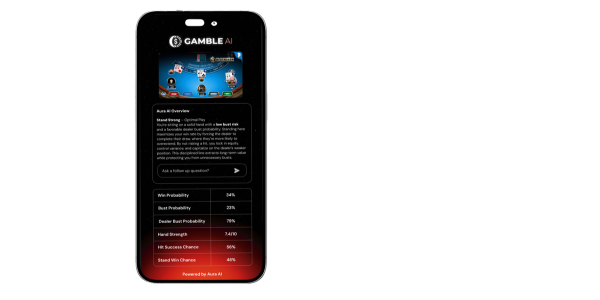 GAMBLE AI
Aura AI Overview
Stand Strong Optimal Play
You're sitting on a solid hand with a low bust risk
and a favorable dealer bust probability. Standing here
maximizes your win rate by forcing the dealer to
complete their draw, where they're more likely to
overextend. By not risking a hit, you lock in equity,
control variance, and capitalize on the dealer's weaker
position. This disciplined line extracts long-term value
while protecting you from unnecessary busts.
Ask a follow up question?
Win Probability 34%
Bust Probability 23%
Dealer Bust Probability 79%
Hand Strength 7.4/10
Hit Success Chance 56%
Stand Win Chance 45%
Powered by Aura AI